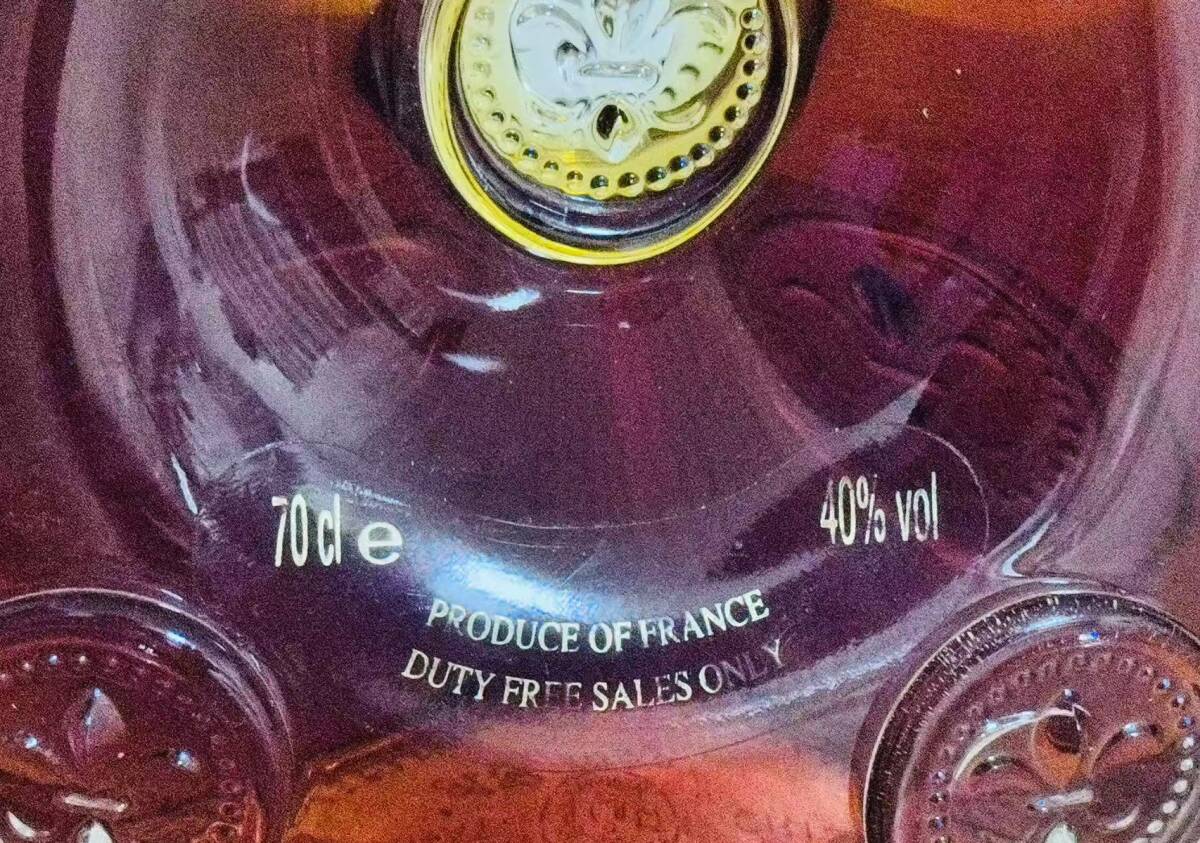 70 cl e 40% vol
PRODUCE OF FRANCE
DUTY FREE SALES ONLY